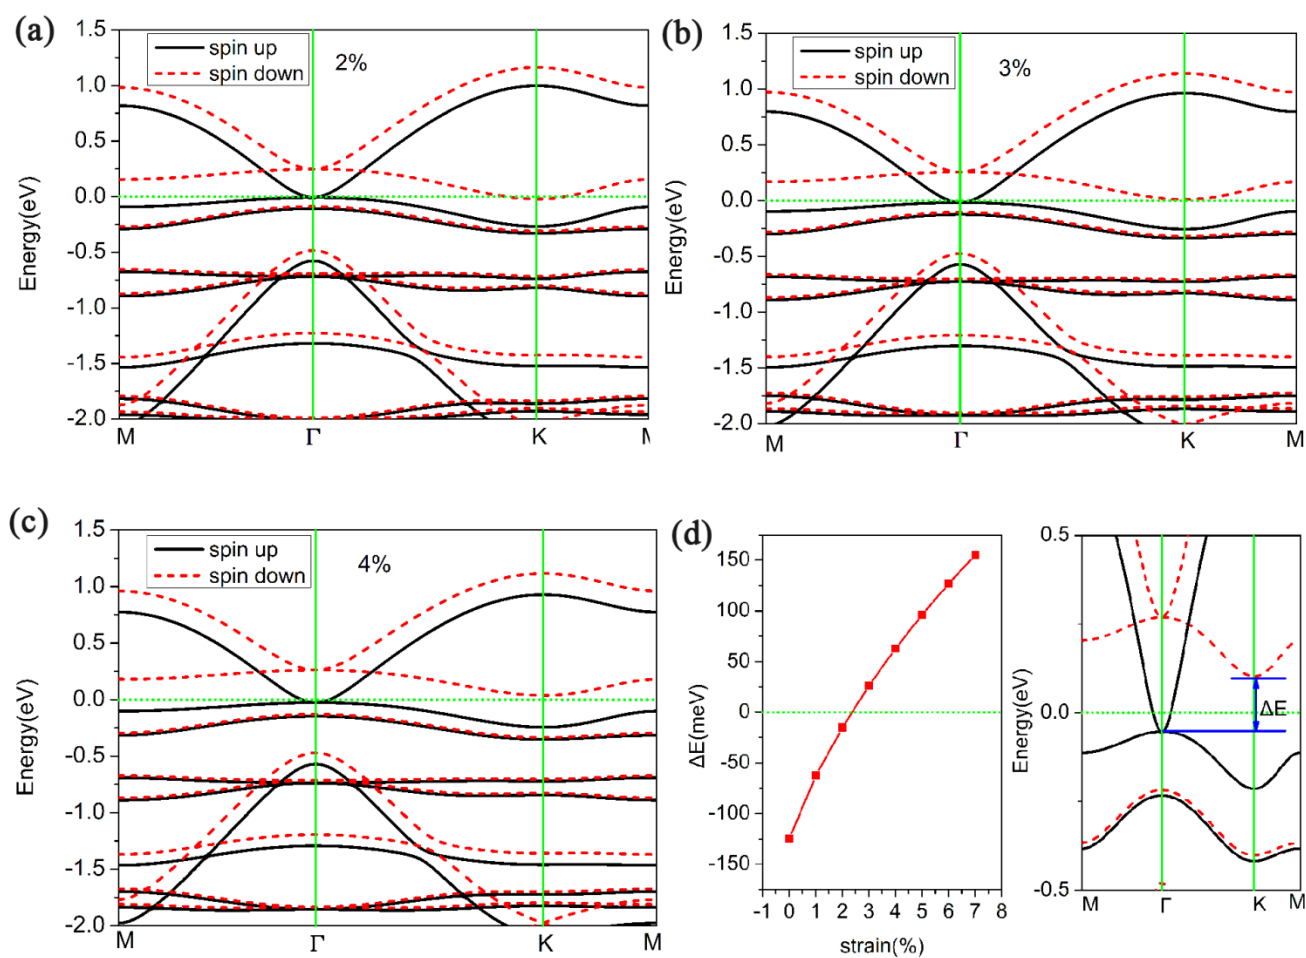 (a)
1.5
1.0
0.5
0.0
-0.5
-1.0
-1.5
-2.0
Energy(eV)
spin up
spin down
2%
M
Γ
K
(b)
1.5
1.0
0.5
0.0
-0.5
-1.0
-1.5
-2.0
Energy(eV)
spin up
spin down
3%
M
Γ
K
M
(c)
1.5
1.0
0.5
0.0
-0.5
-1.0
-1.5
-2.0
Energy(eV)
spin up
spin down
4%
M
Γ
K
M
(d)
150
100
50
0
-50
-100
-150
ΔE(meV)
-1 0 1 2 3 4 5 6 7 8
strain(%)
0.5
0.0
-0.5
Energy(eV)
ΔE
M
Γ
K
M